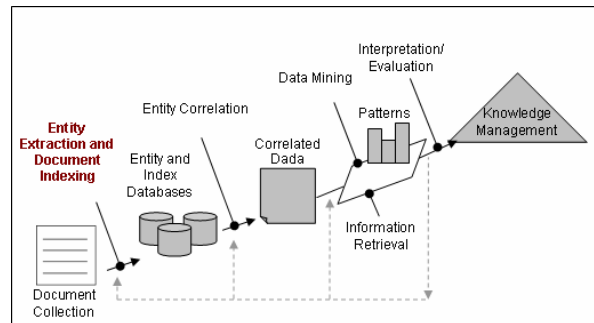 Interpretation/
Evaluation
Data Mining
Knowledge
Management
Patterns
Entity Correlation
Correlated
Dada
Entity
Extraction and
Document
Indexing
Entity and
Index
Databases
Information
Retrieval
Document
Collection